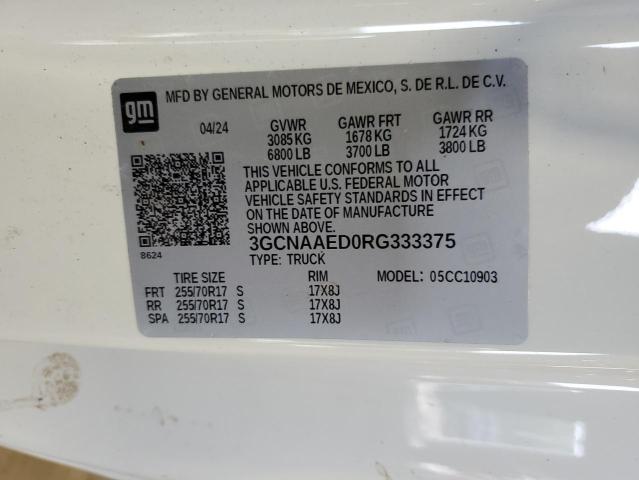 gm
MFD BY GENERAL MOTORS DE MEXICO, S. DE R.L. DE C.V.
04/24 GVWR GAWR FRT GAWR RR
3085 KG 1678 KG 1724 KG
6800 LB 3700 LB 3800 LB
THIS VEHICLE CONFORMS TO ALL
APPLICABLE U.S. FEDERAL MOTOR
VEHICLE SAFETY STANDARDS IN EFFECT
ON THE DATE OF MANUFACTURE
SHOWN ABOVE.
8624
3GCNAAED0RG333375
TYPE: TRUCK
TIRE SIZE RIM MODEL: 05CC10903
FRT 255/70R17 S 17X8J
RR 255/70R17 S 17X8J
SPA 255/70R17 S 17X8J